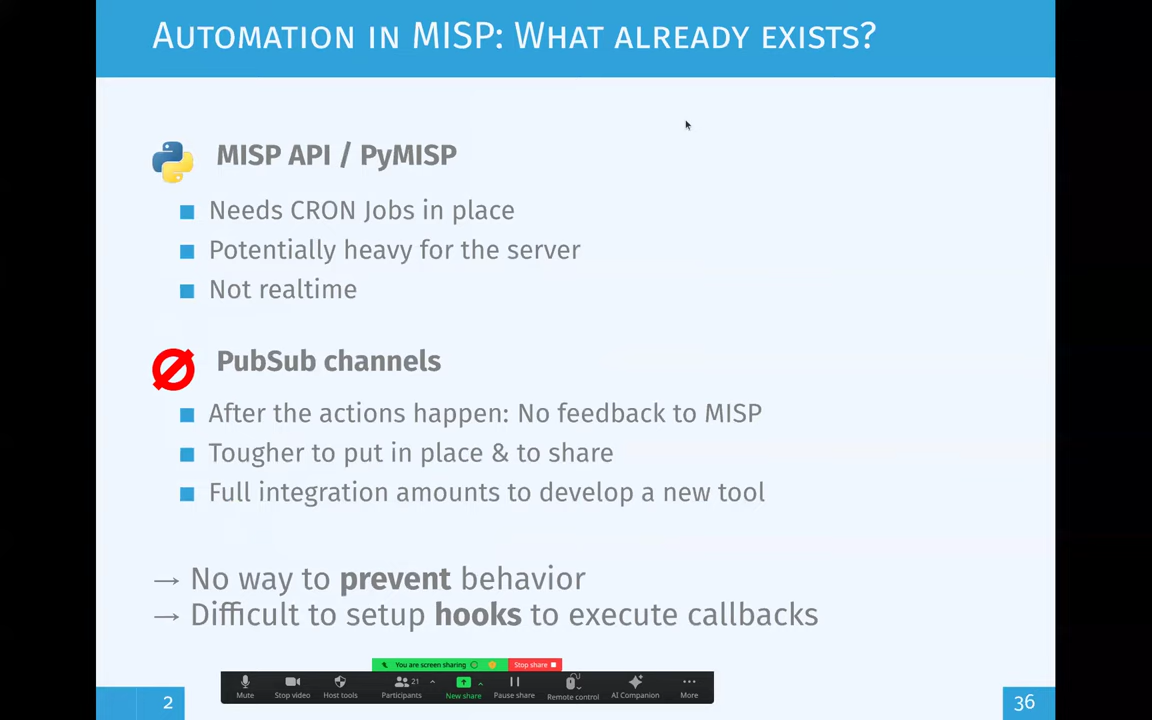 AUTOMATION IN MISP: WHAT ALREADY EXISTS?
MISP API / PyMISP
Needs CRON Jobs in place
Potentially heavy for the server
Not realtime
PubSub channels
After the actions happen: No feedback to MISP
Tougher to put in place & to share
Full integration amounts to develop a new tool
→ No way to prevent behavior
→ Difficult to setup hooks to execute callbacks
You are screen sharing Stop share
21
Mute Stop video Host tools Participants New share Pause share Remote control AI Companion More
2 36